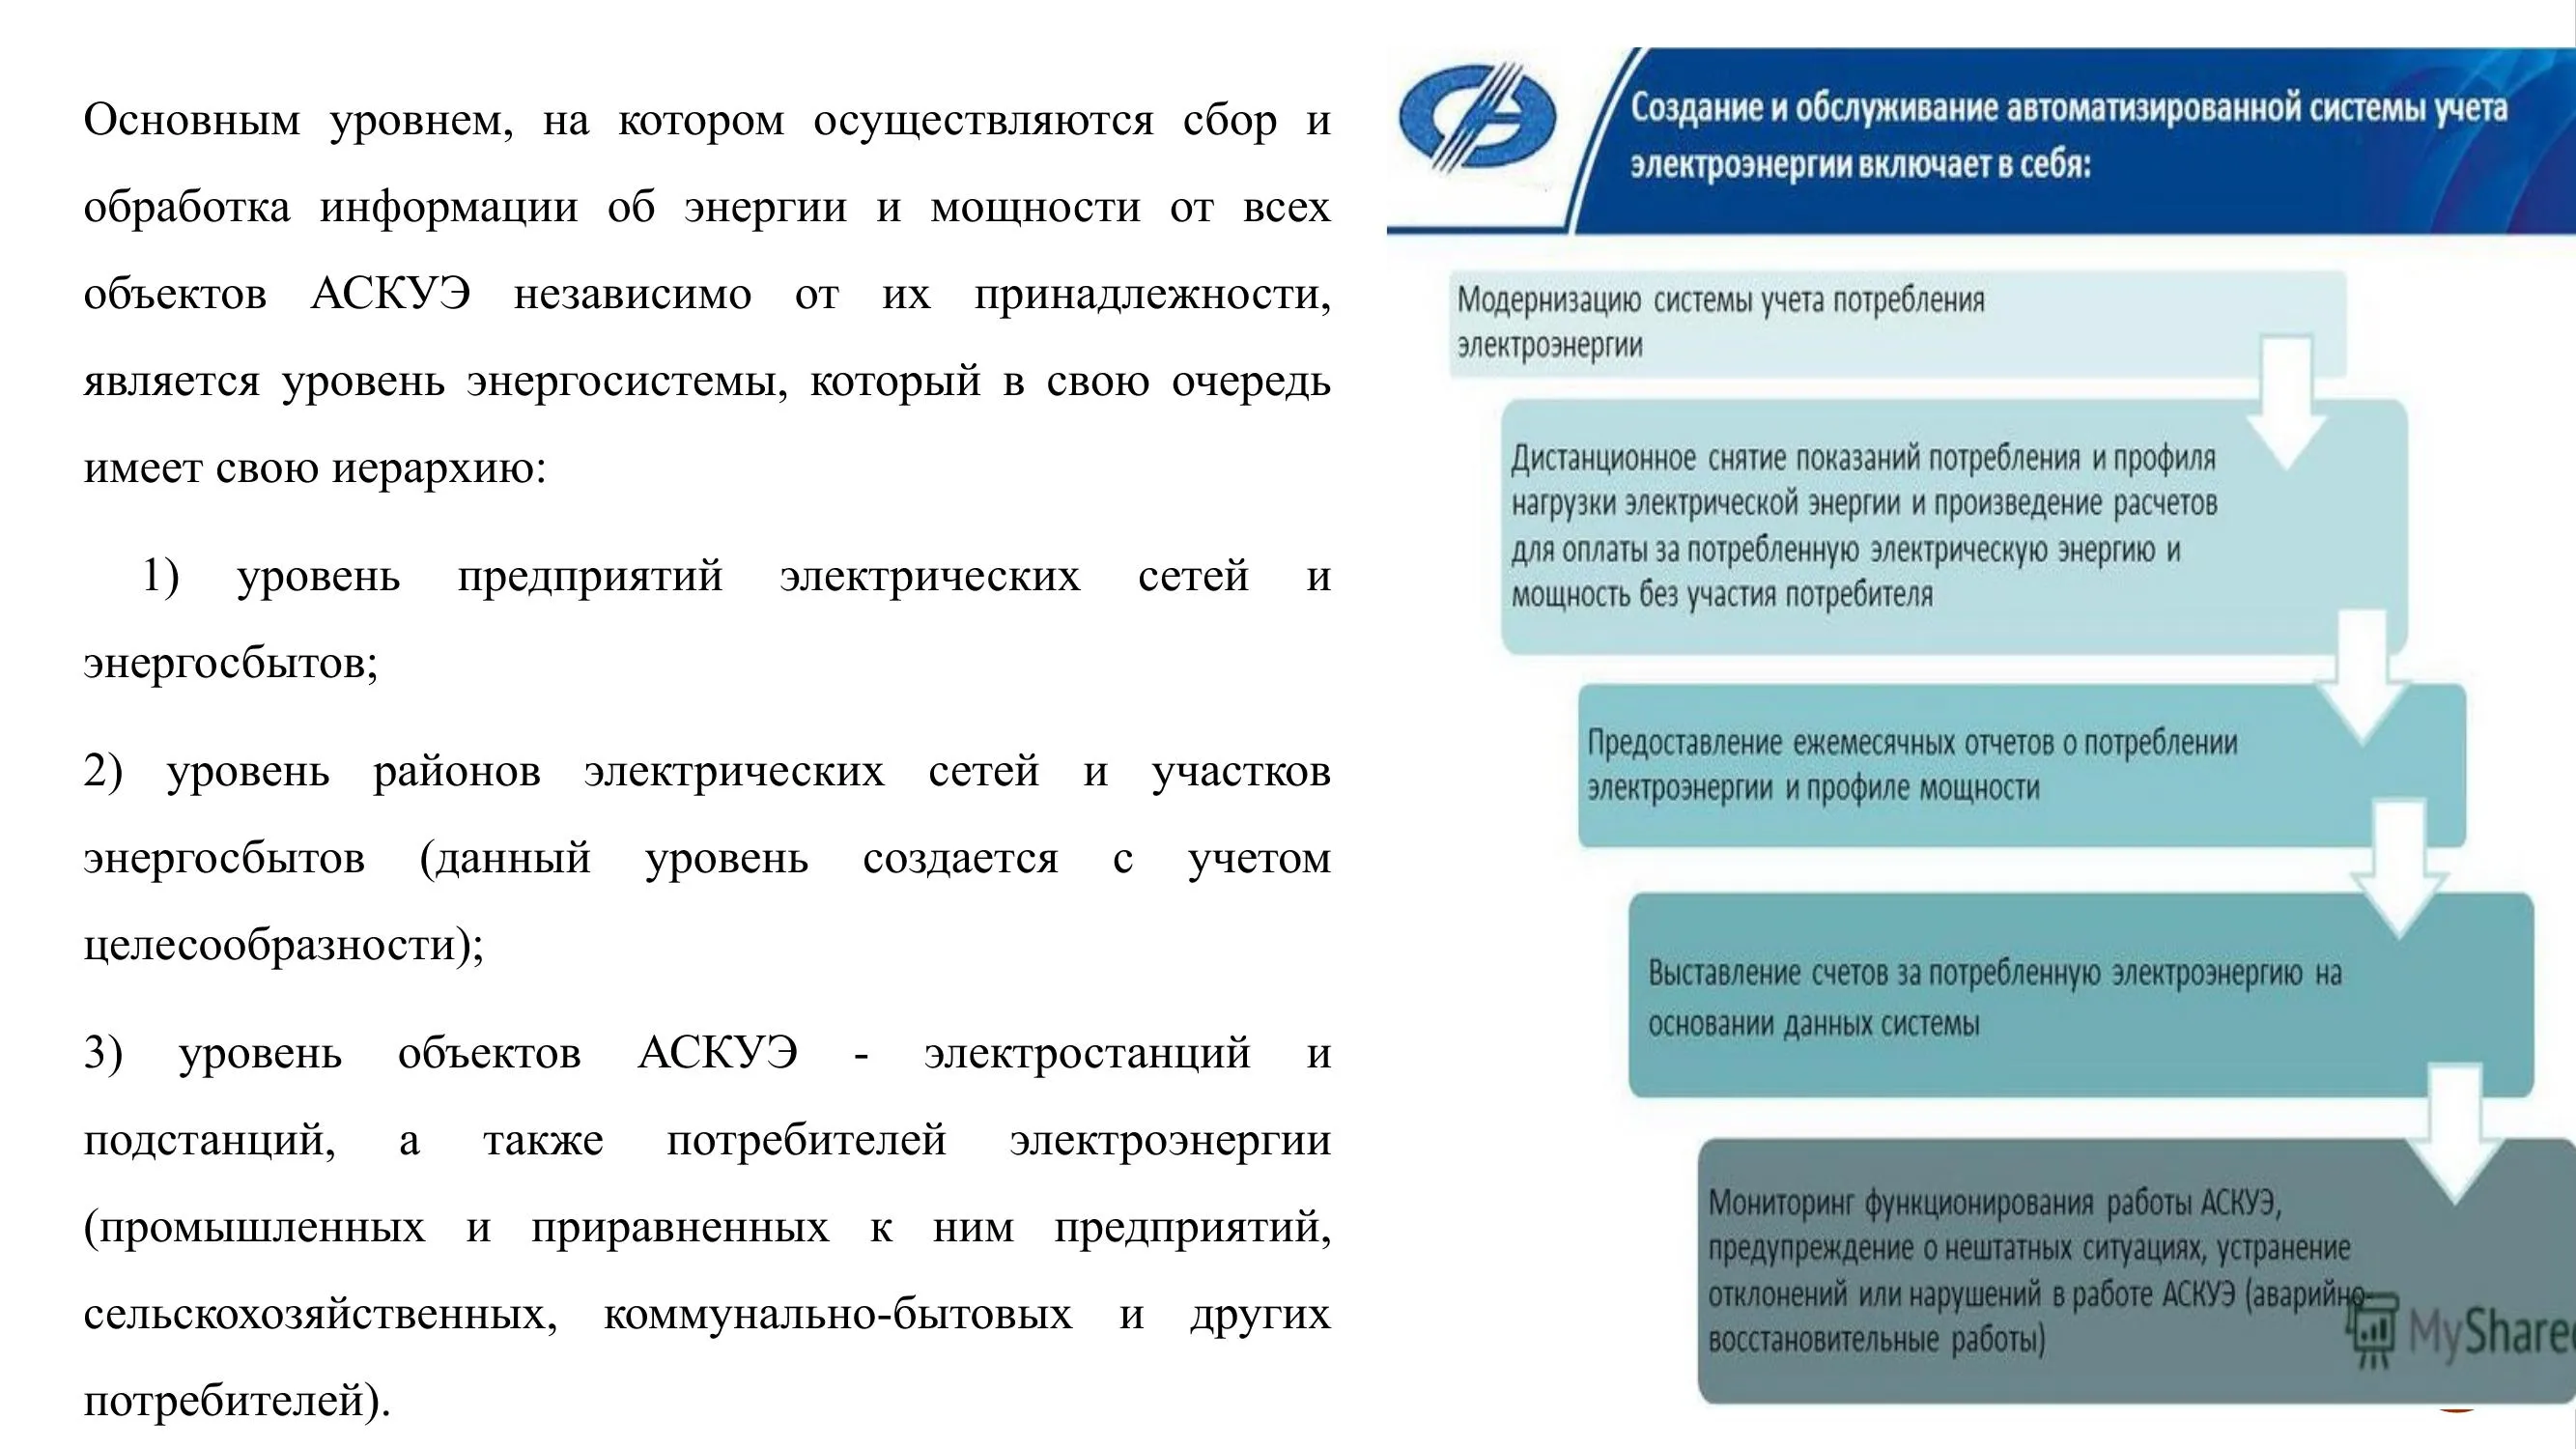 Основным уровнем, на котором осуществляются сбор и
обработка информации об энергии и мощности от всех
объектов АСКУЭ независимо от их принадлежности,
является уровень энергосистемы, который в свою очередь
имеет свою иерархию:
1) уровень предприятий электрических сетей и
энергосбытов;
2) уровень районов электрических сетей и участков
энергосбытов (данный уровень создается с учетом
целесообразности);
3) уровень объектов АСКУЭ - электростанций и
подстанций, а также потребителей электроэнергии
(промышленных и приравненных к ним предприятий,
сельскохозяйственных, коммунально-бытовых и других
потребителей).
Создание и обслуживание автоматизированной системы учета
электроэнергии включает в себя:
Модернизацию системы учета потребления
электроэнергии
Дистанционное снятие показаний потребления и профиля
нагрузки электрической энергии и произведение расчетов
для оплаты за потребленную электрическую энергию и
мощность без участия потребителя
Предоставление ежемесячных отчетов о потреблении
электроэнергии и профиле мощности
Выставление счетов за потребленную электроэнергию на
основании данных системы
Мониторинг функционирования работы АСКУЭ,
предупреждение о нештатных ситуациях, устранение
отклонений или нарушений в работе АСКУЭ (аварийно-
восстановительные работы)